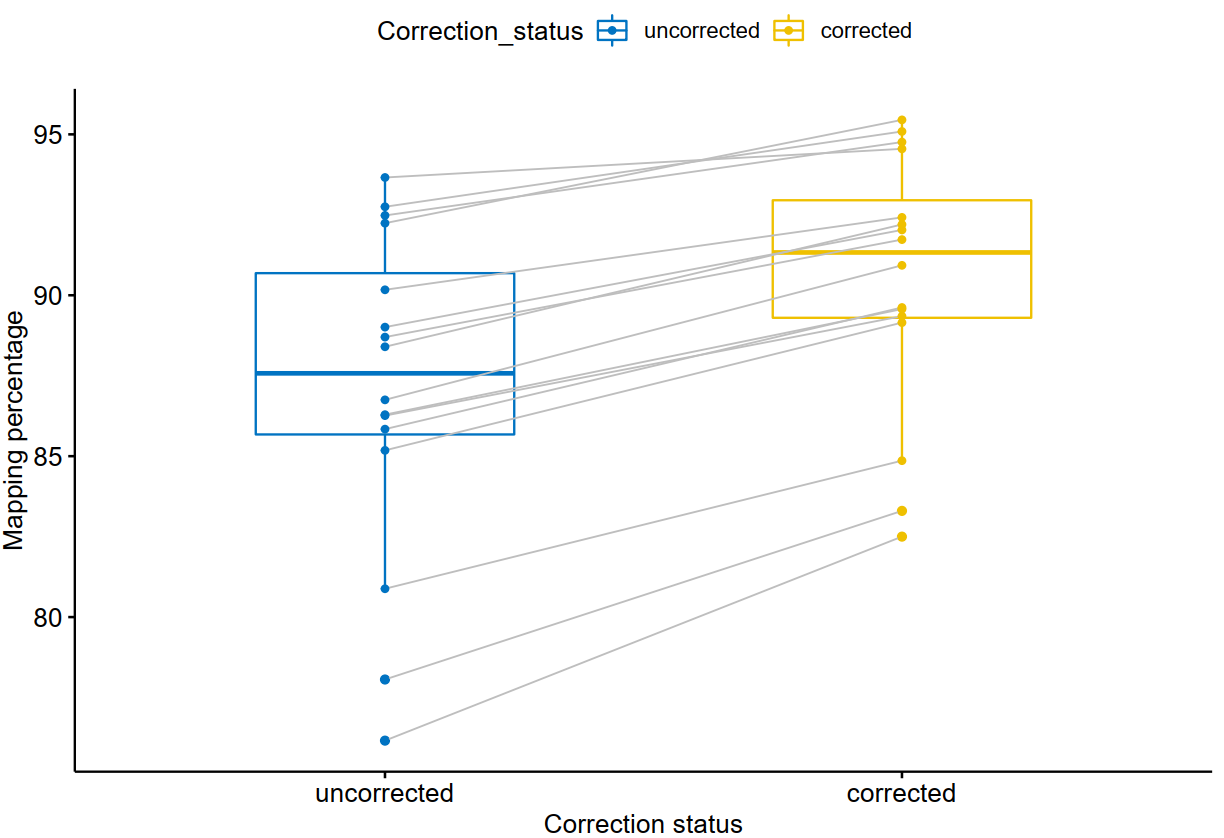 Correction_status uncorrected corrected
95
90
85
80
Mapping percentage
uncorrected corrected
Correction status